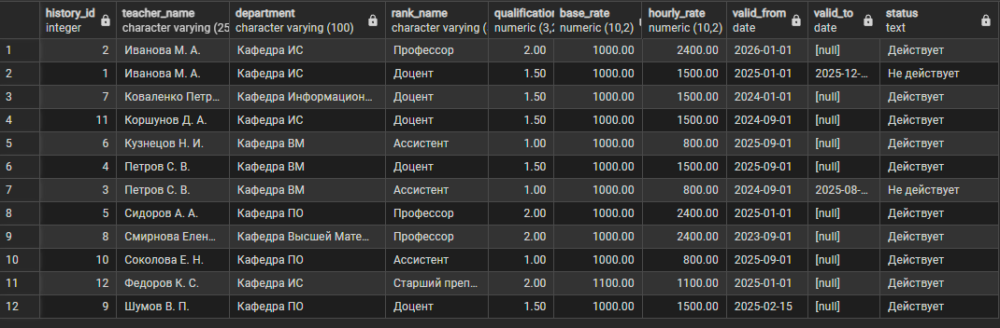 history_id teacher_name department rank_name qualification base_rate hourly_rate valid_from valid_to status
integer character varying (25 character varying (100) character varying ( numeric (3,2 numeric (10,2) numeric (10,2) date date text
1 2 Иванова М. А. Кафедра ИС Профессор 2.00 1000.00 2400.00 2026-01-01 [null] Действует
2 1 Иванова М. А. Кафедра ИС Доцент 1.50 1000.00 1500.00 2025-01-01 2025-12-... Не действует
3 7 Коваленко Петр... Кафедра Информацион... Доцент 1.50 1000.00 1500.00 2024-01-01 [null] Действует
4 11 Коршунов Д. А. Кафедра ИС Доцент 1.50 1000.00 1500.00 2024-09-01 [null] Действует
5 6 Кузнецов Н. И. Кафедра ВМ Ассистент 1.00 1000.00 800.00 2025-09-01 [null] Действует
6 4 Петров С. В. Кафедра ВМ Доцент 1.50 1000.00 1500.00 2025-09-01 [null] Действует
7 3 Петров С. В. Кафедра ВМ Ассистент 1.00 1000.00 800.00 2024-09-01 2025-08-... Не действует
8 5 Сидоров А. А. Кафедра ПО Профессор 2.00 1000.00 2400.00 2025-01-01 [null] Действует
9 8 Смирнова Елен... Кафедра Высшей Мате... Профессор 2.00 1000.00 2400.00 2023-09-01 [null] Действует
10 10 Соколова Е. Н. Кафедра ПО Ассистент 1.00 1000.00 800.00 2025-09-01 [null] Действует
11 12 Федоров К. С. Кафедра ИС Старший преп... 2.00 1100.00 1100.00 2025-01-01 [null] Действует
12 9 Шумов В. П. Кафедра ПО Доцент 1.50 1000.00 1500.00 2025-02-15 [null] Действует